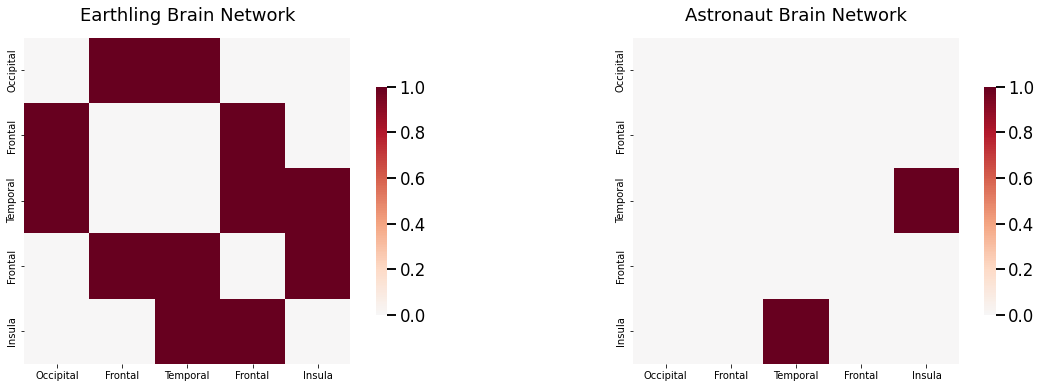 Earthling Brain Network
Occipital
Frontal
Temporal
Frontal
Insula
Occipital Frontal Temporal Frontal Insula
1.0
0.8
0.6
0.4
0.2
0.0
Astronaut Brain Network
Occipital
Frontal
Temporal
Frontal
Insula
Occipital Frontal Temporal Frontal Insula
1.0
0.8
0.6
0.4
0.2
0.0